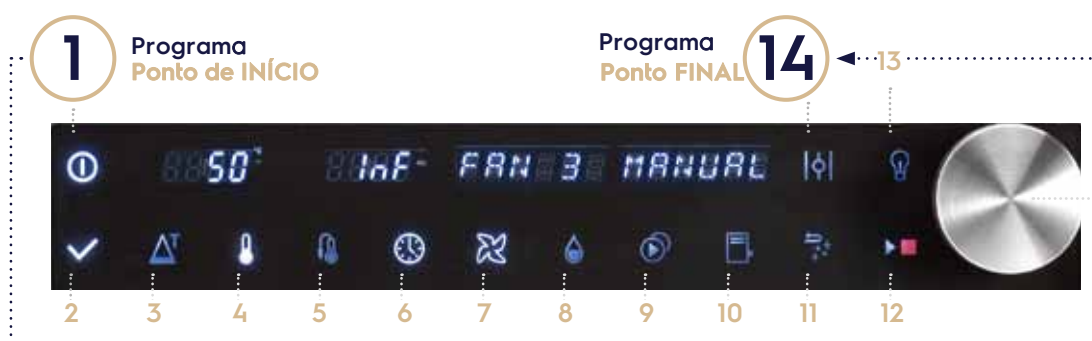 1
Programa
Ponto de INÍCIO
Programa
Ponto FINAL
14
13
50°
InF
FAN 3
MANUAL
T
2
3
4
5
6
7
8
9
10
11
12